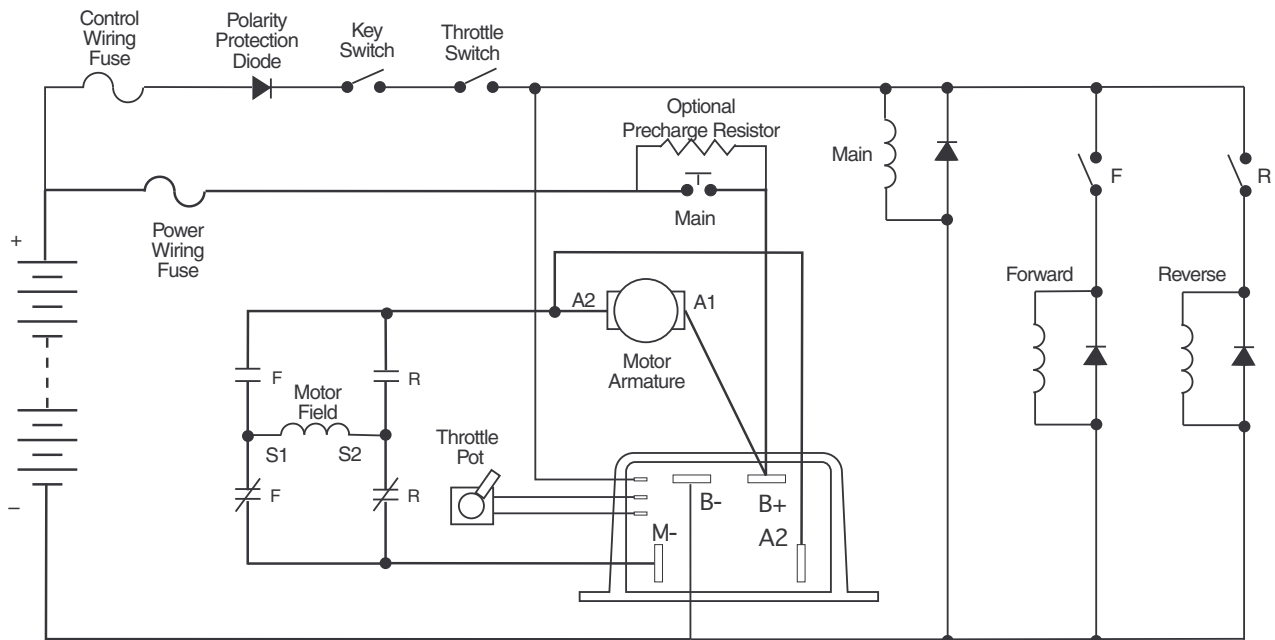 Control
Wiring
Fuse
Polarity
Protection
Diode
Key
Switch
Throttle
Switch
Optional
Precharge Resistor
Main
Main
F
R
+
Power
Wiring
Fuse
A2
A1
Motor
Armature
Forward
Reverse
F
R
Motor
Field
S1
S2
F
R
Throttle
Pot
B-
B+
M-
A2
–